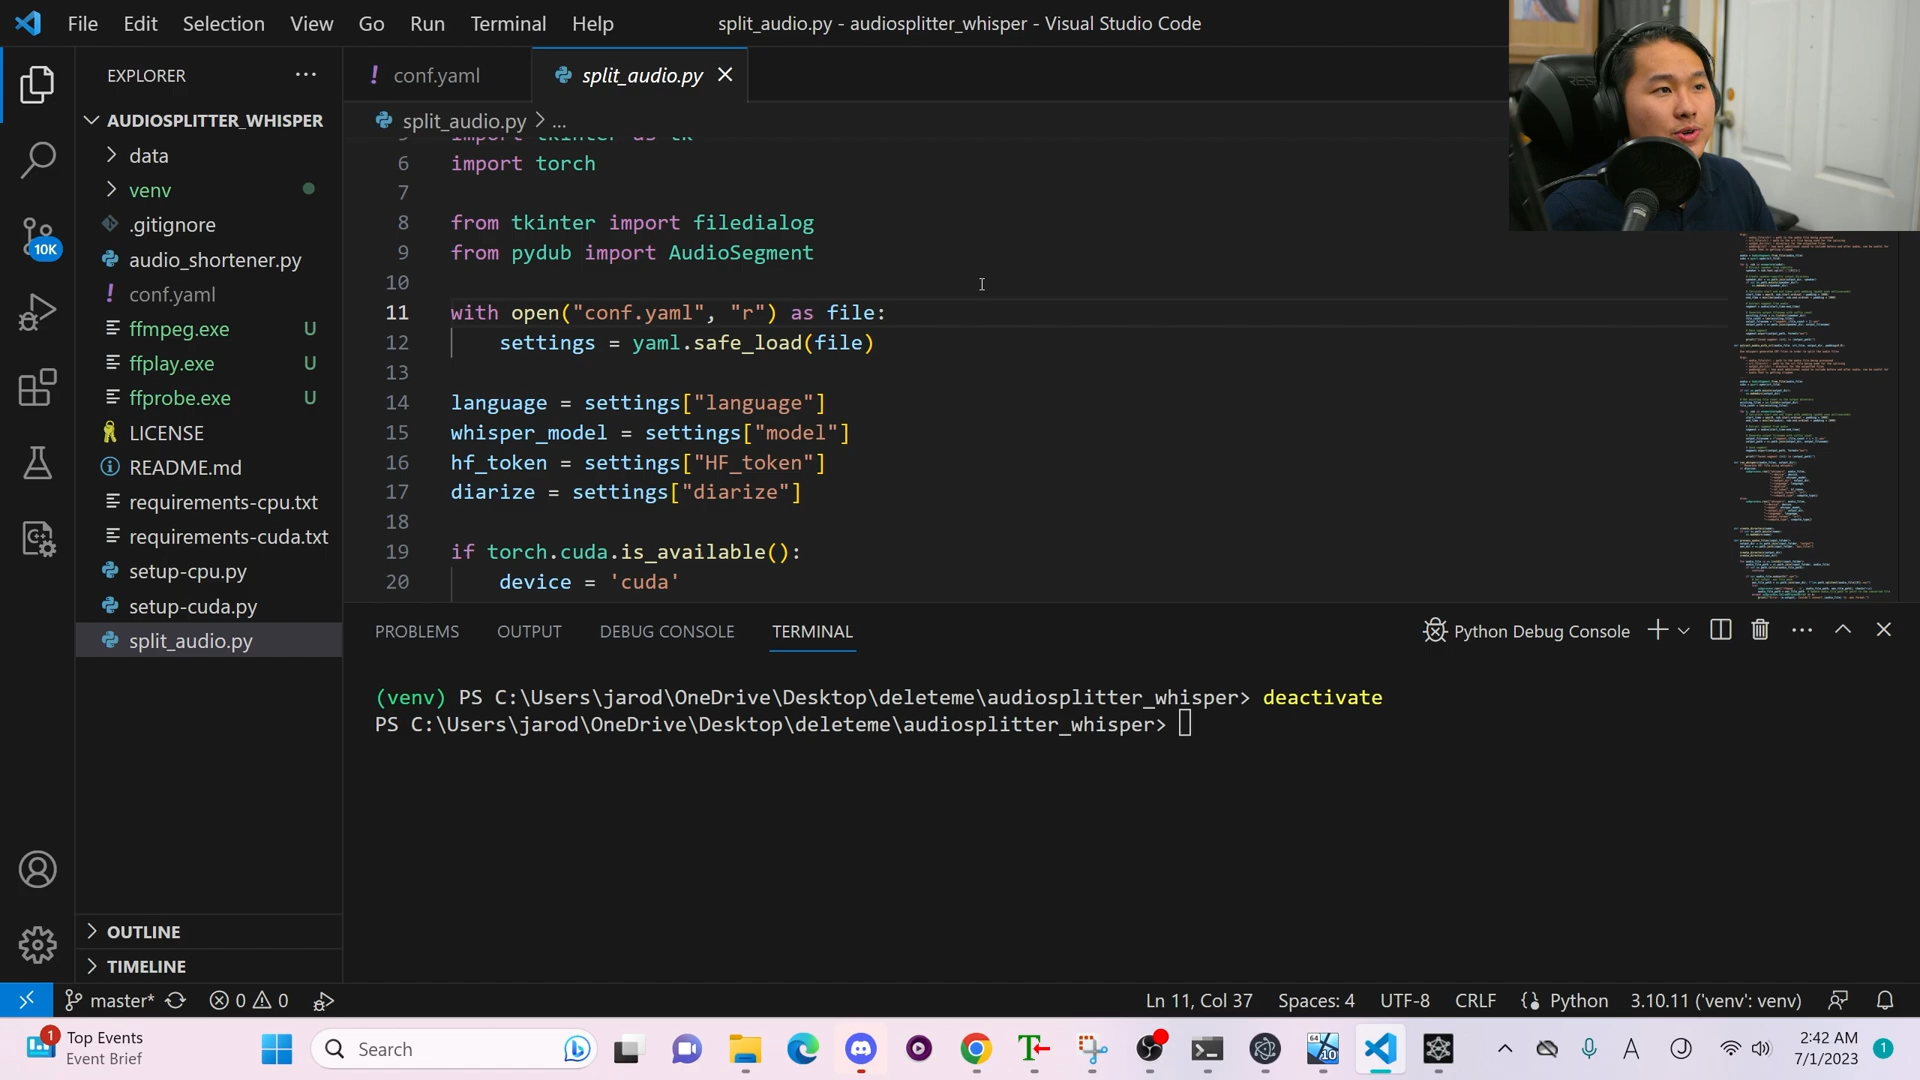 File Edit Selection View Go Run Terminal Help
split_audio.py - audiosplitter_whisper - Visual Studio Code
EXPLORER
AUDIOSPLITTER_WHISPER
data
venv
.gitignore
audio_shortener.py
! conf.yaml
ffmpeg.exe U
ffplay.exe U
ffprobe.exe U
LICENSE
README.md
requirements-cpu.txt
requirements-cuda.txt
setup-cpu.py
setup-cuda.py
split_audio.py
10K
OUTLINE
TIMELINE
! conf.yaml
split_audio.py
split_audio.py > ...
import tkinter as tk
6 import torch
7
8 from tkinter import filedialog
9 from pydub import AudioSegment
10
11 with open("conf.yaml", "r") as file:
12 settings = yaml.safe_load(file)
13
14 language = settings["language"]
15 whisper_model = settings["model"]
16 hf_token = settings["HF_token"]
17 diarize = settings["diarize"]
18
19 if torch.cuda.is_available():
20 device = 'cuda'
PROBLEMS OUTPUT DEBUG CONSOLE TERMINAL
Python Debug Console
(venv) PS C:\Users\jarod\OneDrive\Desktop\deleteme\audiosplitter_whisper> deactivate
PS C:\Users\jarod\OneDrive\Desktop\deleteme\audiosplitter_whisper>
master* 0 0
Ln 11, Col 37 Spaces: 4 UTF-8 CRLF Python 3.10.11 ('venv': venv)
1
Top Events
Event Brief
Search
64
10
2:42 AM
7/1/2023
1